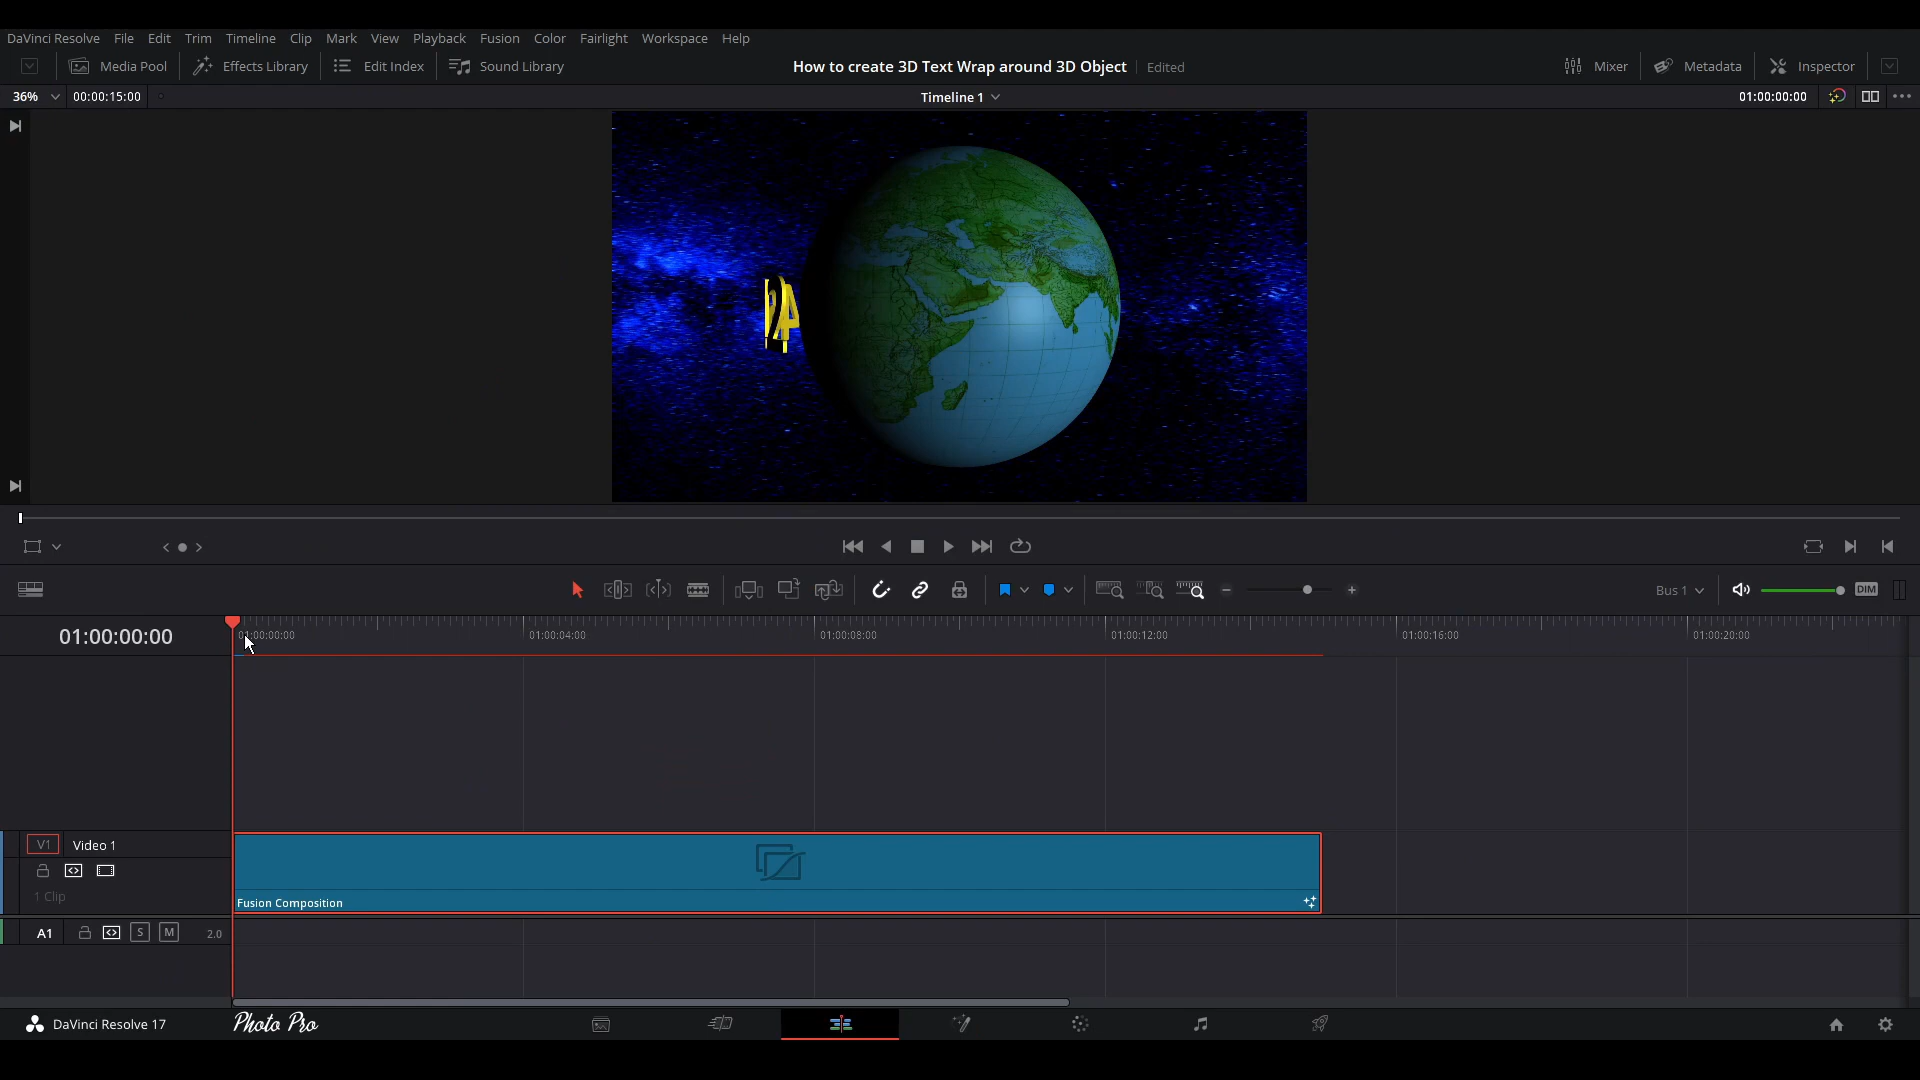 DaVinci Resolve File Edit Trim Timeline Clip Mark View Playback Fusion Color Fairlight Workspace Help
Media Pool Effects Library Edit Index Sound Library How to create 3D Text Wrap around 3D Object Edited Mixer Metadata Inspector
36% 00:00:15:00 Timeline 1 01:00:00:00
Bus 1 DIM
01:00:00:00 01:00:00:00 01:00:04:00 01:00:08:00 01:00:12:00 01:00:16:00 01:00:20:00
V1 Video 1
1 Clip
Fusion Composition
A1 S M 2.0
DaVinci Resolve 17 Photo Pro